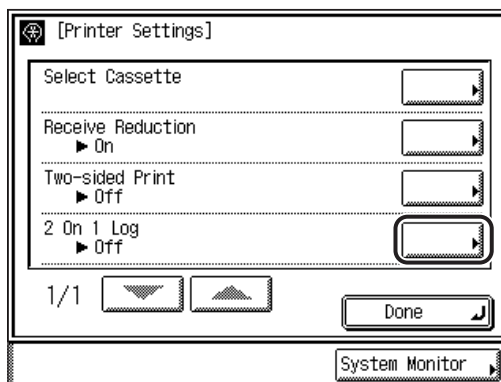 [Printer Settings]
Select Cassette
Receive Reduction
► On
Two-sided Print
► Off
2 On 1 Log
► Off
1/1
Done
System Monitor